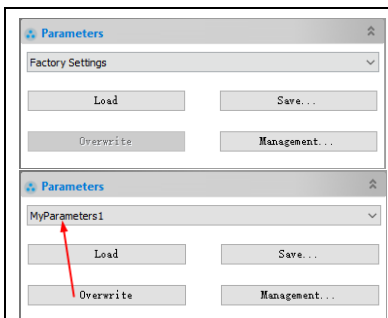 Parameters
Factory Settings
Load Save...
Overwrite Management...
Parameters
MyParameters1
Load Save...
Overwrite Management...